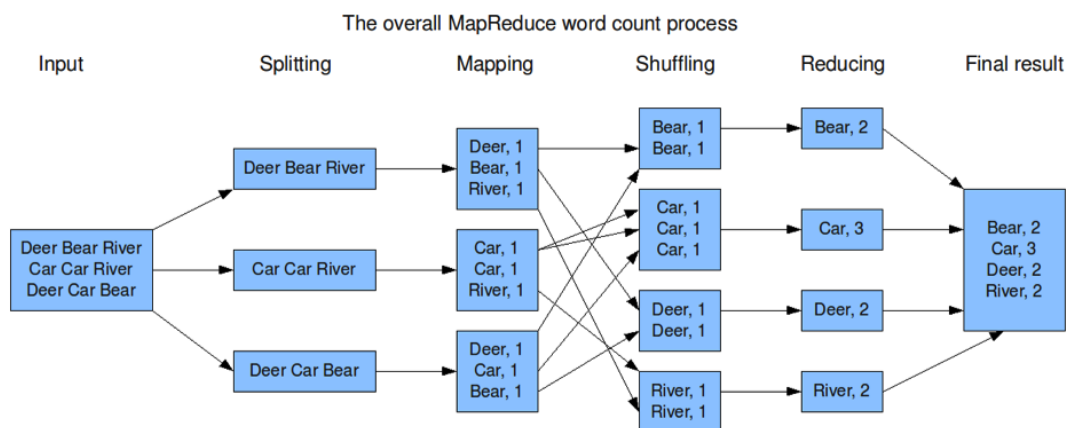 The overall MapReduce word count process
Input
Splitting
Mapping
Shuffling
Reducing
Final result
Deer Bear River
Car Car River
Deer Car Bear
Deer Bear River
Car Car River
Deer Car Bear
Deer, 1
Bear, 1
River, 1
Car, 1
Car, 1
River, 1
Deer, 1
Car, 1
Bear, 1
Bear, 1
Bear, 1
Car, 1
Car, 1
Car, 1
Deer, 1
Deer, 1
River, 1
River, 1
Bear, 2
Car, 3
Deer, 2
River, 2
Bear, 2
Car, 3
Deer, 2
River, 2